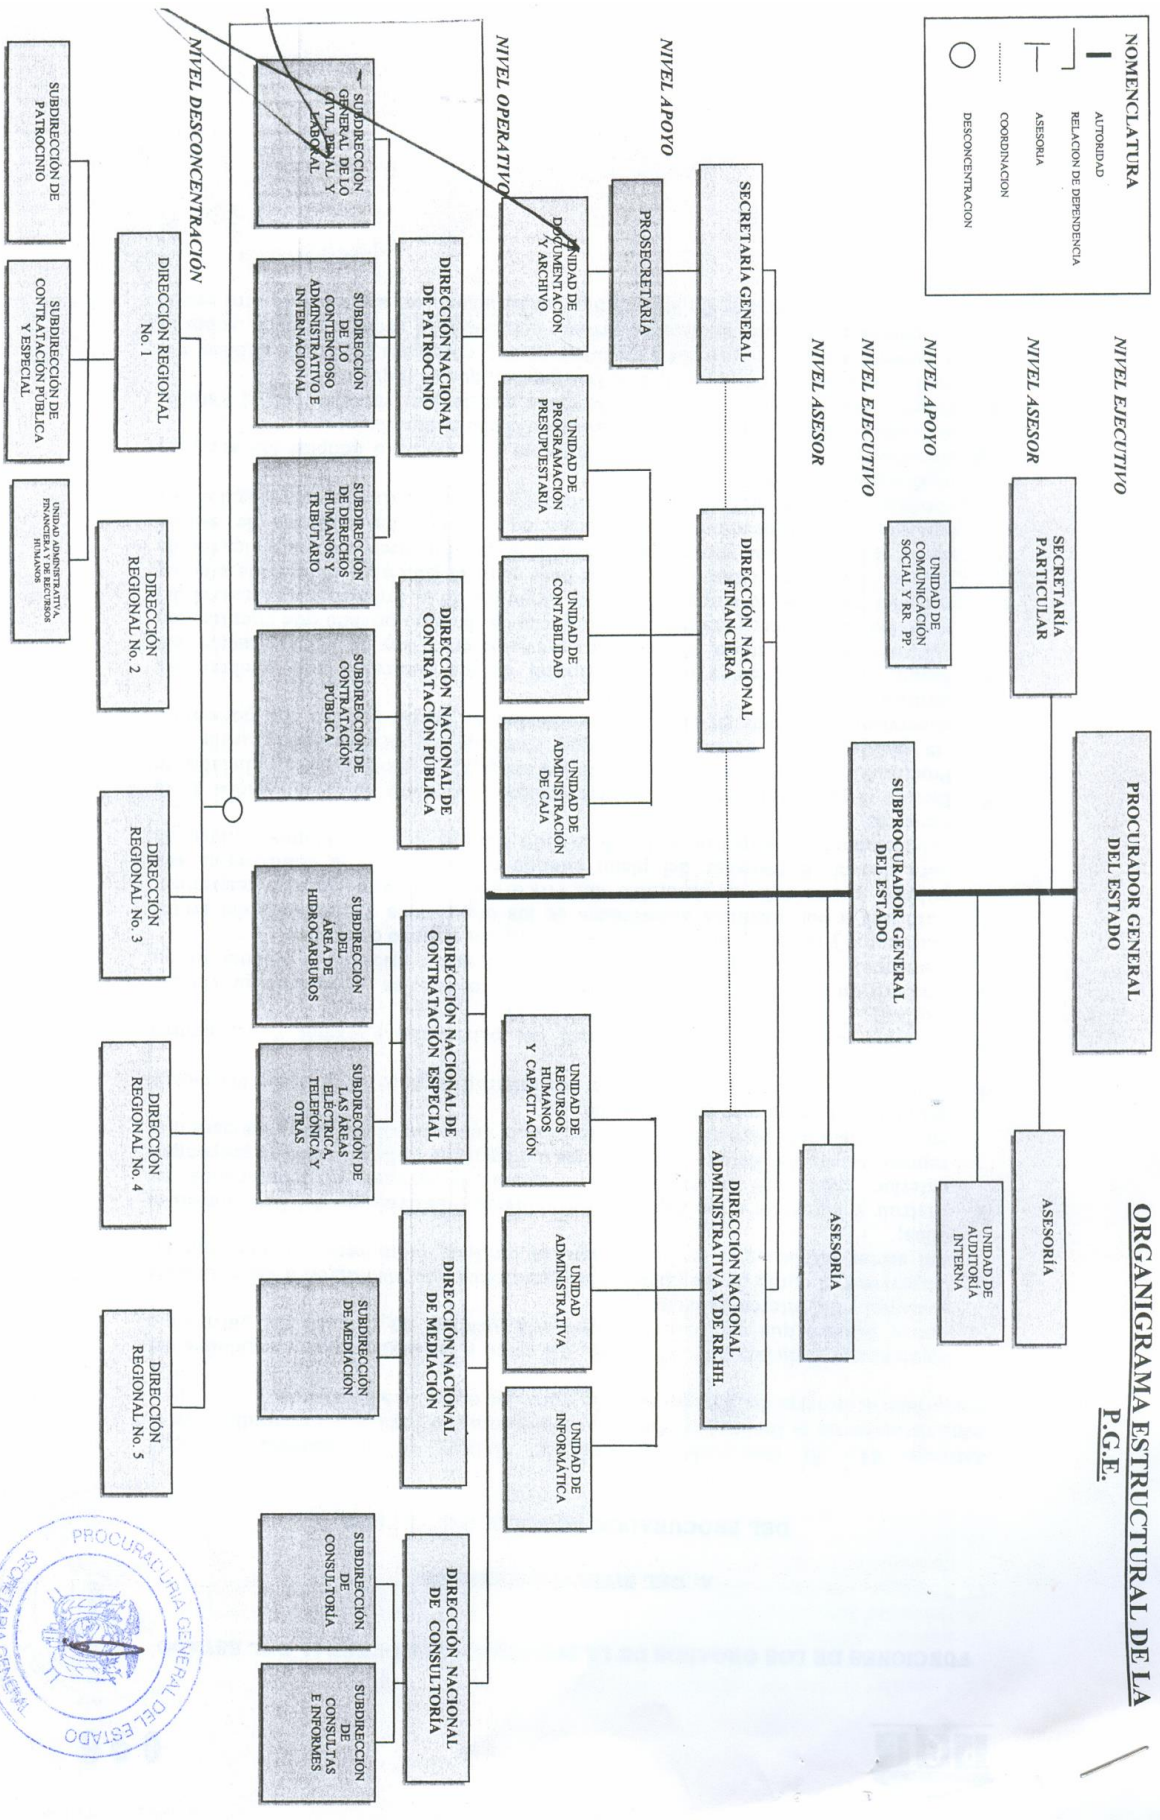 ORGANIGRAMA ESTRUCTURAL DE LA
P.G.E.
NOMENCLATURA
AUTORIDAD
RELACION DE DEPENDENCIA
ASESORIA
COORDINACION
DESCONCENTRACION
NIVEL EJECUTIVO
PROCURADOR GENERAL
DEL ESTADO
NIVEL ASESOR
SECRETARÍA
PARTICULAR
ASESORÍA
NIVEL APOYO
UNIDAD DE
COMUNICACIÓN
SOCIAL Y RR. PP.
UNIDAD DE
AUDITORÍA
INTERNA
NIVEL EJECUTIVO
SUBPROCURADOR GENERAL
DEL ESTADO
NIVEL ASESOR
ASESORÍA
NIVEL APOYO
SECRETARÍA GENERAL
DIRECCIÓN NACIONAL
FINANCIERA
DIRECCIÓN NACIONAL
ADMINISTRATIVA Y DE RR.HH.
PROSECRETARÍA
UNIDAD DE
DOCUMENTACIÓN
Y ARCHIVO
UNIDAD DE
PROGRAMACIÓN
PRESUPUESTARIA
UNIDAD DE
CONTABILIDAD
UNIDAD DE
ADMINISTRACIÓN
DE CAJA
UNIDAD DE
RECURSOS
HUMANOS
Y CAPACITACIÓN
UNIDAD
ADMINISTRATIVA
UNIDAD DE
INFORMÁTICA
NIVEL OPERATIVO
DIRECCIÓN NACIONAL
DE PATROCINIO
DIRECCIÓN NACIONAL DE
CONTRATACIÓN PÚBLICA
DIRECCIÓN NACIONAL DE
CONTRATACIÓN ESPECIAL
DIRECCIÓN NACIONAL
DE MEDIACIÓN
DIRECCIÓN NACIONAL
DE CONSULTORÍA
SUBDIRECCIÓN
GENERAL DE LO
CIVIL, PENAL Y
LABORAL
SUBDIRECCIÓN
DE LO
CONTENCIOSO
ADMINISTRATIVO E
INTERNACIONAL
SUBDIRECCIÓN
DE DERECHOS
HUMANOS Y
TRIBUTARIO
SUBDIRECCIÓN DE
CONTRATACIÓN
PÚBLICA
SUBDIRECCIÓN
DEL
ÁREA DE
HIDROCARBUROS
SUBDIRECCIÓN DE
LAS ÁREAS
ELÉCTRICA,
TELEFÓNICA Y
OTRAS
SUBDIRECCIÓN
DE MEDIACIÓN
SUBDIRECCIÓN
DE
CONSULTORÍA
SUBDIRECCIÓN
DE
CONSULTAS
E INFORMES
NIVEL DESCONCENTRACIÓN
DIRECCIÓN REGIONAL
No. 1
DIRECCIÓN
REGIONAL No. 2
DIRECCIÓN
REGIONAL No. 3
DIRECCIÓN
REGIONAL No. 4
DIRECCIÓN
REGIONAL No. 5
SUBDIRECCIÓN DE
PATROCINIO
SUBDIRECCIÓN DE
CONTRATACIÓN PÚBLICA
Y ESPECIAL
UNIDAD ADMINISTRATIVA,
FINANCIERA Y DE RECURSOS
HUMANOS
PROCURADURIA GENERAL DEL ESTADO
SECRETARIA GENERAL